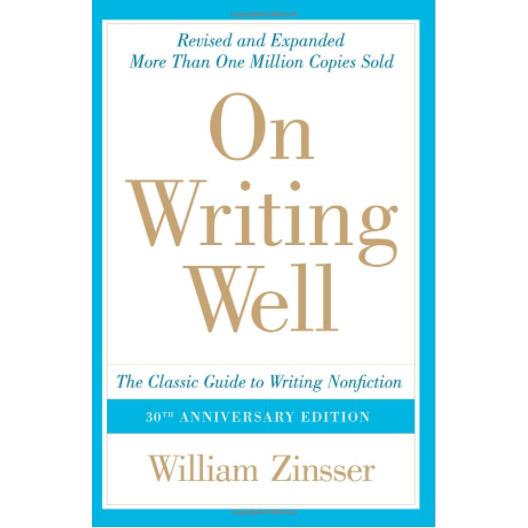 Revised and Expanded
More Than One Million Copies Sold
On
Writing
Well
The Classic Guide to Writing Nonfiction
30TH ANNIVERSARY EDITION
William Zinsser